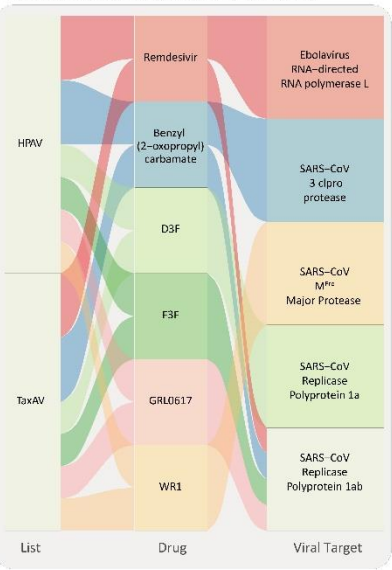 HPAV
TaxAV
List
Remdesivir
Benzyl
(2-oxopropyl)
carbamate
D3F
F3F
GRL0617
WR1
Drug
Ebolavirus
RNA-directed
RNA polymerase L
SARS-CoV
3 clpro
protease
SARS-CoV
Mᴾʳᵒ
Major Protease
SARS-CoV
Replicase
Polyprotein 1a
SARS-CoV
Replicase
Polyprotein 1ab
Viral Target